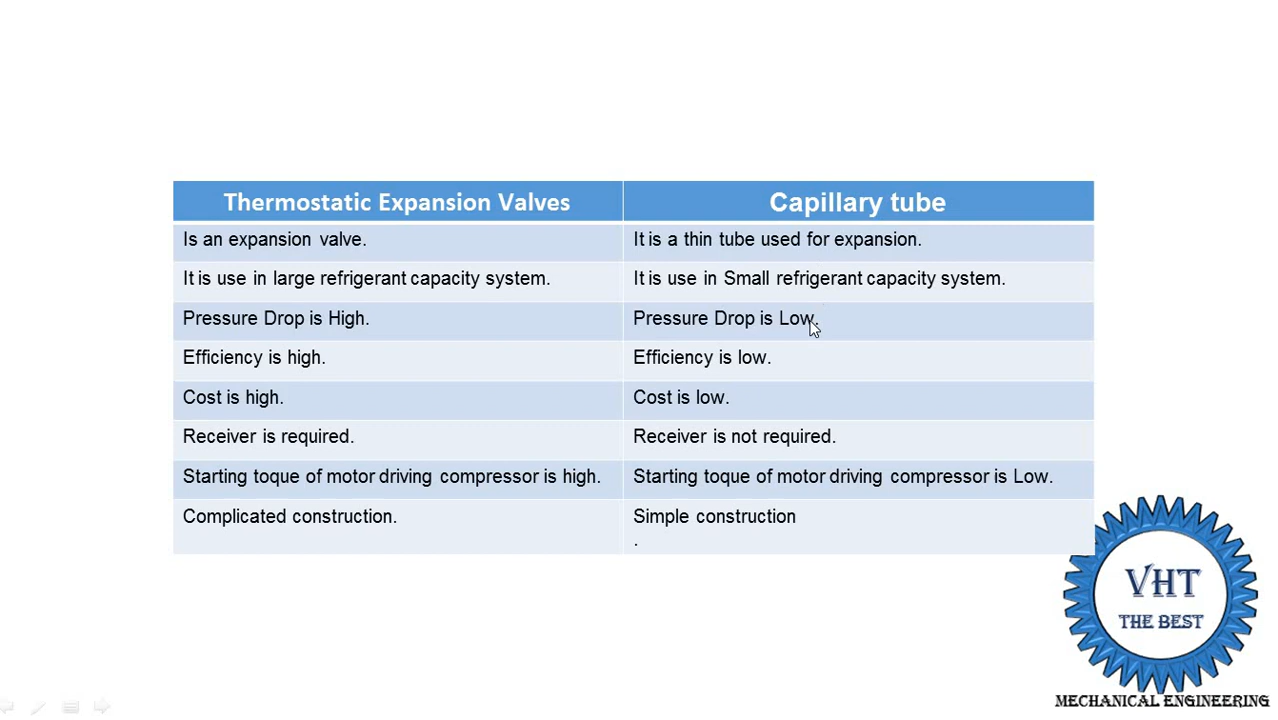 Thermostatic Expansion Valves
Capillary tube
Is an expansion valve.
It is a thin tube used for expansion.
It is use in large refrigerant capacity system.
It is use in Small refrigerant capacity system.
Pressure Drop is High.
Pressure Drop is Low.
Efficiency is high.
Efficiency is low.
Cost is high.
Cost is low.
Receiver is required.
Receiver is not required.
Starting toque of motor driving compressor is high.
Starting toque of motor driving compressor is Low.
Complicated construction.
Simple construction
.
VHT
THE BEST
MECHANICAL ENGINEERING